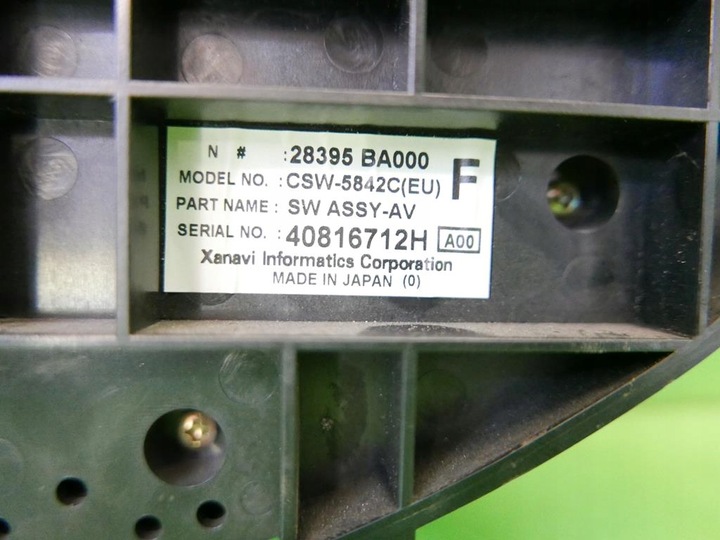 N # : 28395 BA000
F
MODEL NO. : CSW-5842C(EU)
PART NAME : SW ASSY-AV
SERIAL NO. : 40816712H A00
Xanavi Informatics Corporation
MADE IN JAPAN (0)